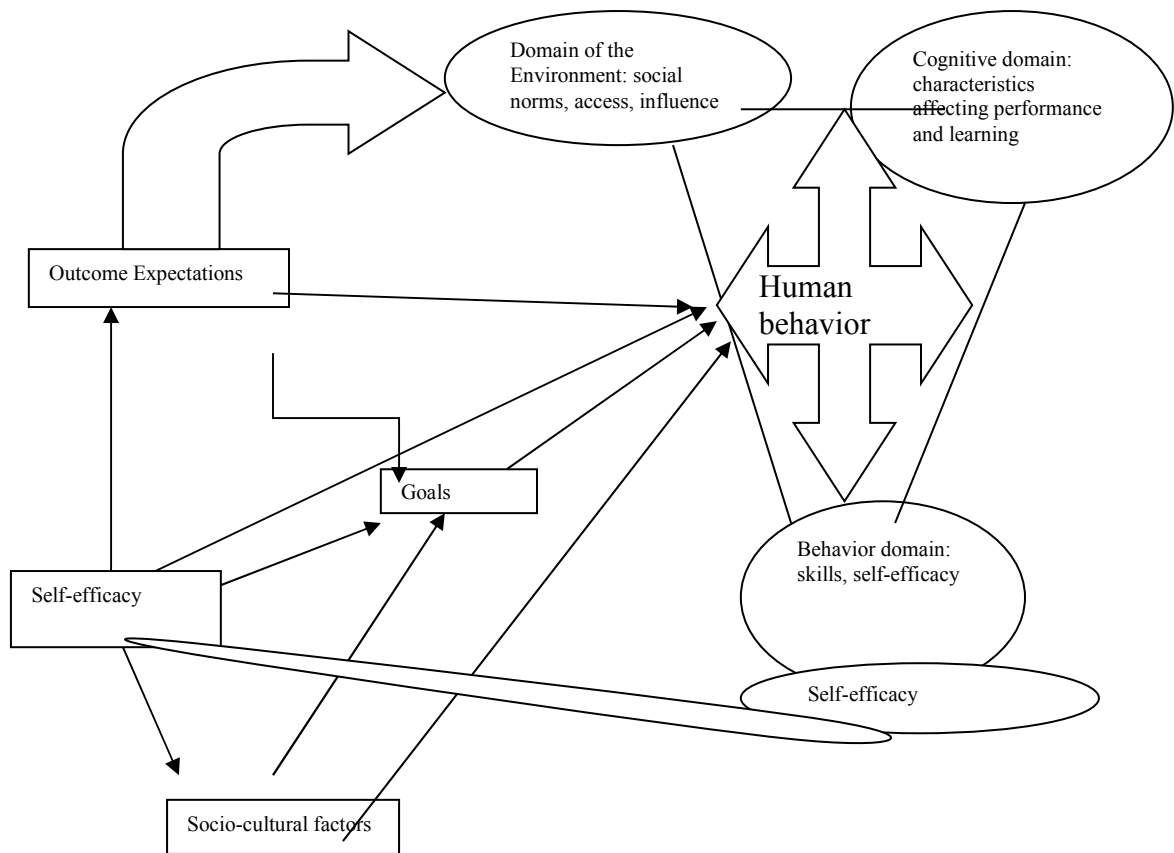 Domain of the
Environment: social
norms, access, influence
Cognitive domain:
characteristics
affecting performance
and learning
Outcome Expectations
Human
behavior
Goals
Behavior domain:
skills, self-efficacy
Self-efficacy
Self-efficacy
Socio-cultural factors